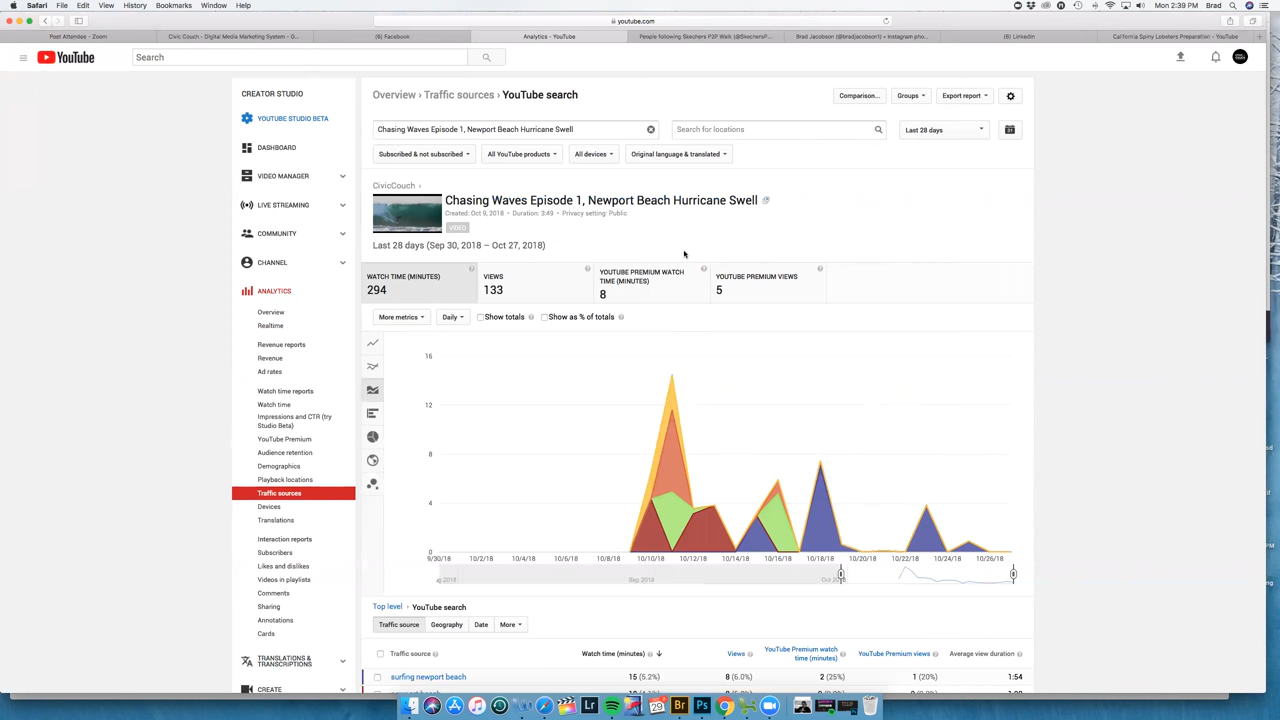 Safari File Edit View History Bookmarks Window Help Mon 2:39 PM Brad
youtube.com
Post Attendee - Zoom Civic Couch - Digital Media Marketing System - G... (6) Facebook Analytics - YouTube People following Skechers P2P Walk (@SkechersP... Brad Jacobson (@bradjacobson1) • Instagram pho... (1) LinkedIn California Spiny Lobsters Preparation - YouTube
YouTube Search
CREATOR STUDIO
YOUTUBE STUDIO BETA
DASHBOARD
VIDEO MANAGER
LIVE STREAMING
COMMUNITY
CHANNEL
ANALYTICS
Overview
Realtime
Revenue reports
Revenue
Ad rates
Watch time reports
Watch time
Impressions and CTR (try
Studio Beta)
YouTube Premium
Audience retention
Demographics
Playback locations
Traffic sources
Devices
Translations
Interaction reports
Subscribers
Likes and dislikes
Videos in playlists
Comments
Sharing
Annotations
Cards
TRANSLATIONS &
TRANSCRIPTIONS
CREATE
Overview › Traffic sources › YouTube search Comparison... Groups Export report
Chasing Waves Episode 1, Newport Beach Hurricane Swell Search for locations Last 28 days
Subscribed & not subscribed All YouTube products All devices Original language & translated
CivicCouch ›
Chasing Waves Episode 1, Newport Beach Hurricane Swell
Created: Oct 9, 2018 • Duration: 3:49 • Privacy setting: Public
VIDEO
Last 28 days (Sep 30, 2018 – Oct 27, 2018)
WATCH TIME (MINUTES)
294
VIEWS
133
YOUTUBE PREMIUM WATCH
TIME (MINUTES)
8
YOUTUBE PREMIUM VIEWS
5
More metrics Daily Show totals Show as % of totals
16
12
8
4
0
9/30/18 10/2/18 10/4/18 10/6/18 10/8/18 10/10/18 10/12/18 10/14/18 10/16/18 10/18/18 10/20/18 10/22/18 10/24/18 10/26/18
2018 Sep 2018 Oct 2018
Top level › YouTube search
Traffic source Geography Date More
Traffic source Watch time (minutes) Views YouTube Premium watch
time (minutes) YouTube Premium views Average view duration
surfing newport beach 15 (5.2%) 8 (6.0%) 2 (25%) 1 (20%) 1:54